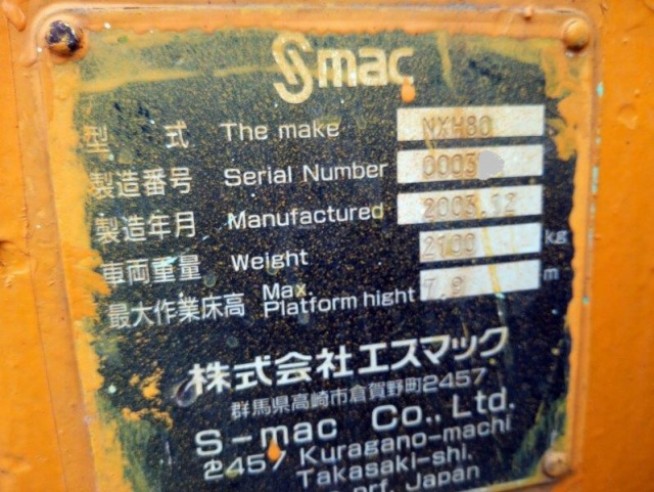 Smac
型 式 The make NXH80
製造番号 Serial Number 0003
製造年月 Manufactured 2003.12
車両重量 Weight 2100 kg
最大作業床高 Max. Platform hight 7.9 m
株式会社エスマック
群馬県高崎市倉賀野町2457
S-mac Co., Ltd.
2457 Kuragano-machi
Takasaki-shi.
Japan